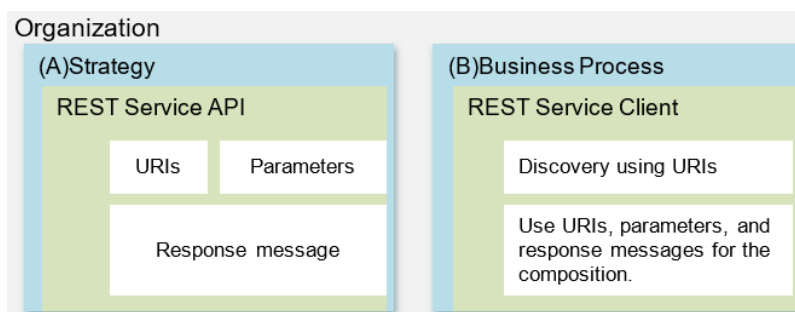 Organization
(A)Strategy
REST Service API
URIs
Parameters
Response message
(B)Business Process
REST Service Client
Discovery using URIs
Use URIs, parameters, and
response messages for the
composition.